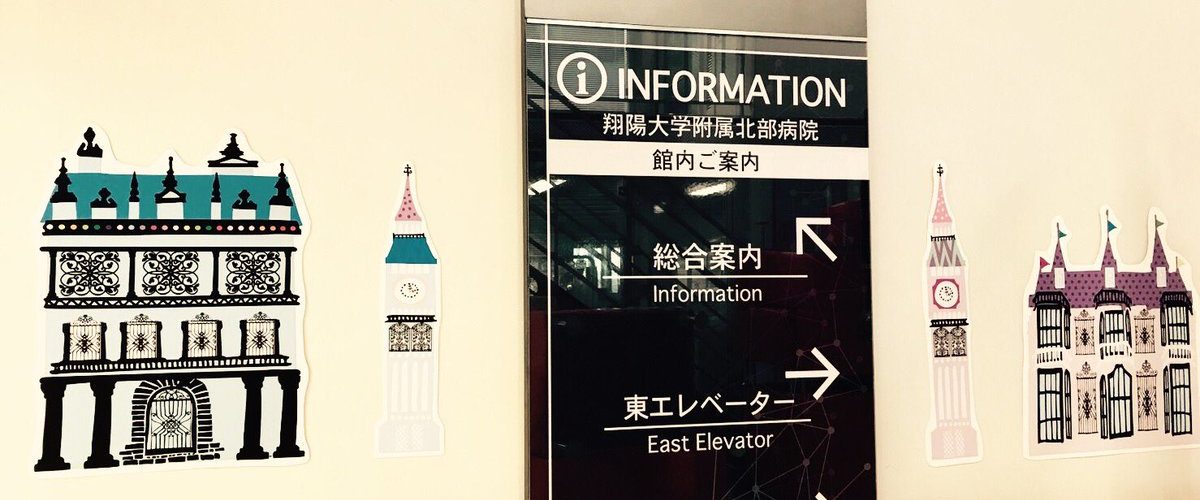 i INFORMATION
翔陽大学附属北部病院
館内ご案内
総合案内
Information
東エレベーター
East Elevator